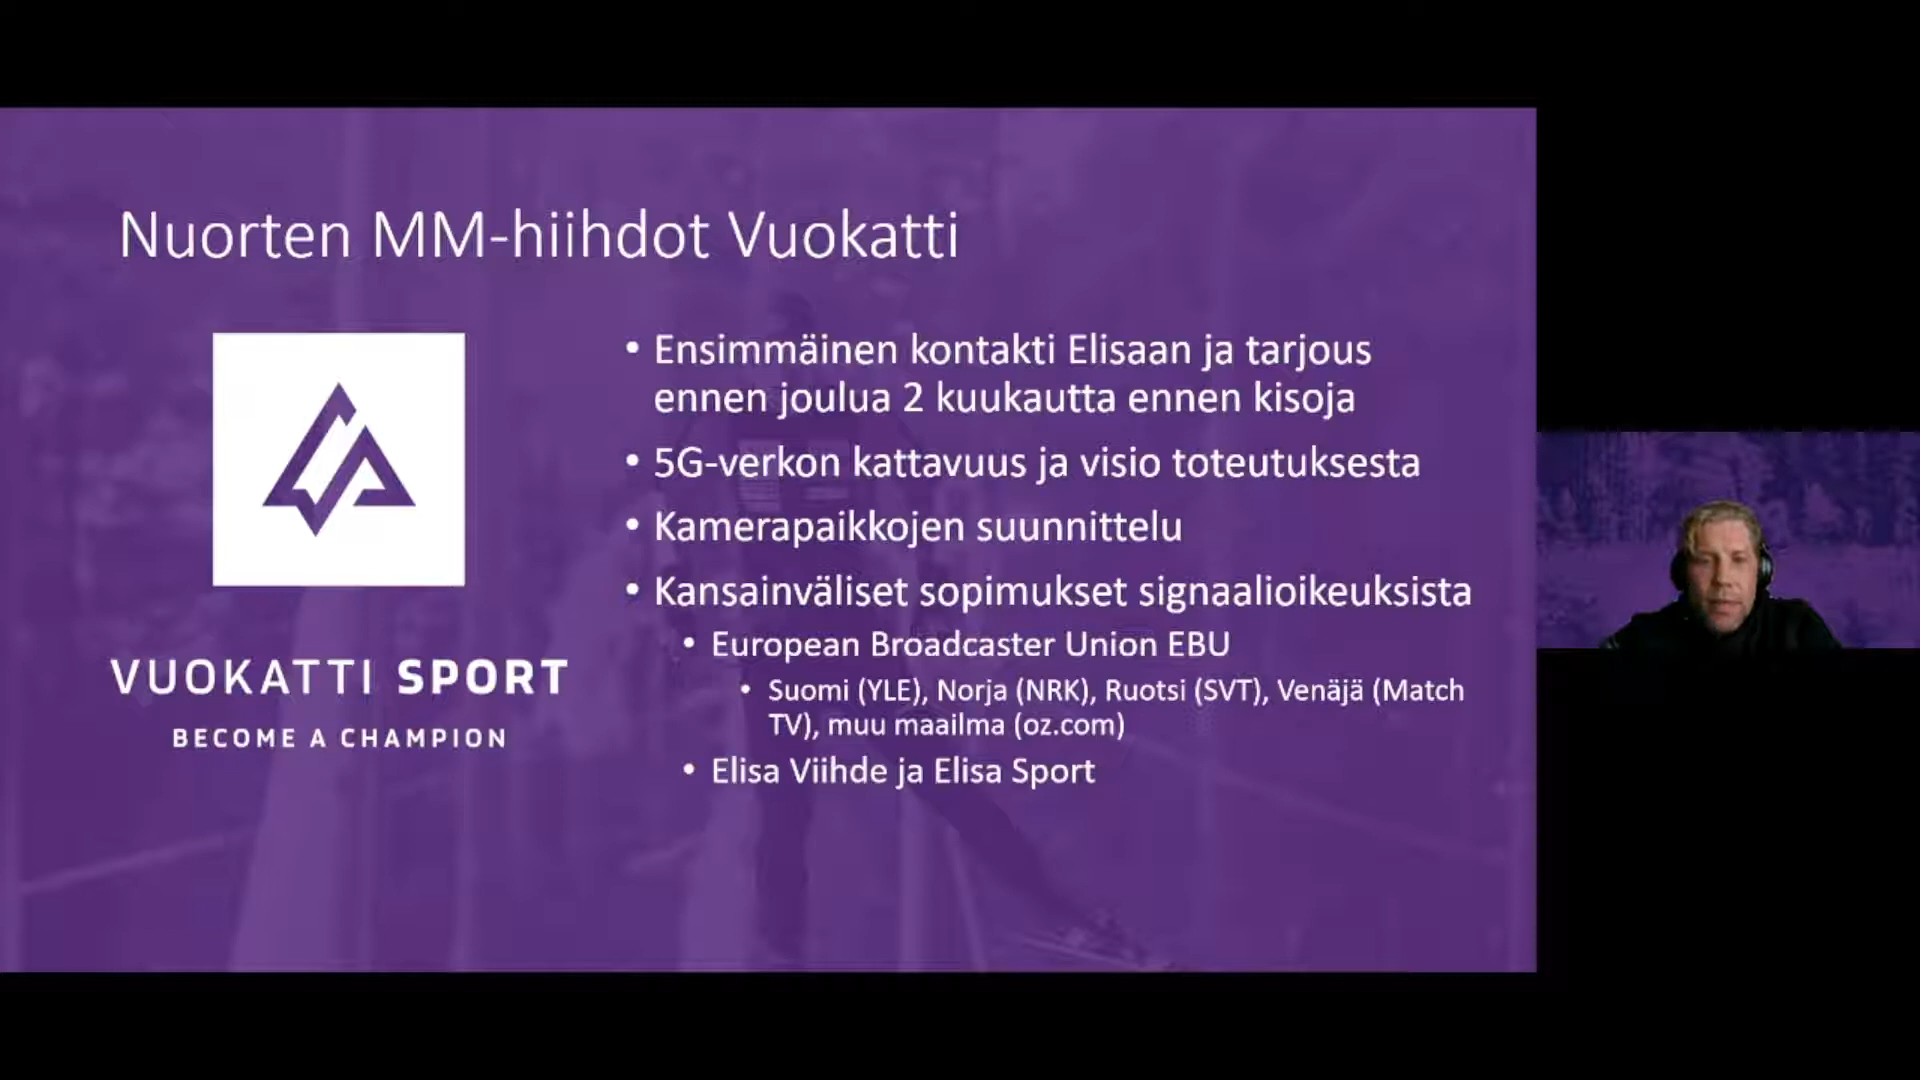 Nuorten MM-hiihdot Vuokatti
VUOKATTI SPORT
BECOME A CHAMPION
• Ensimmäinen kontakti Elisaan ja tarjous
ennen joulua 2 kuukautta ennen kisoja
• 5G-verkon kattavuus ja visio toteutuksesta
• Kamerapaikkojen suunnittelu
• Kansainväliset sopimukset signaalioikeuksista
• European Broadcaster Union EBU
• Suomi (YLE), Norja (NRK), Ruotsi (SVT), Venäjä (Match
TV), muu maailma (oz.com)
• Elisa Viihde ja Elisa Sport